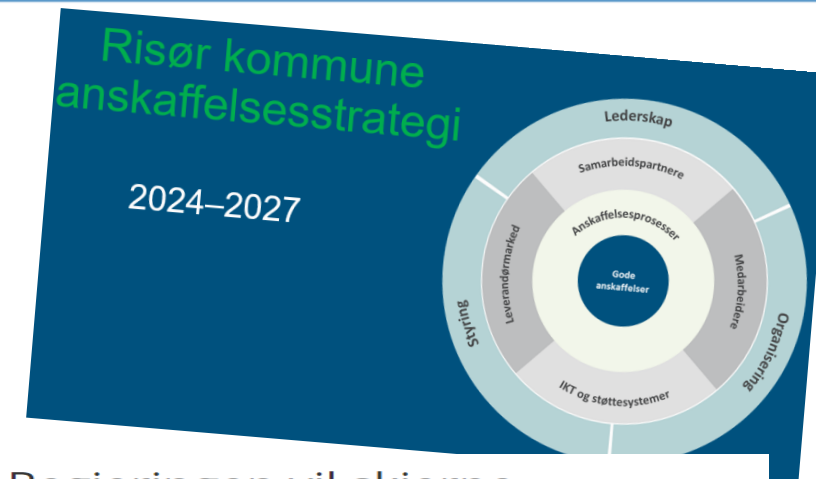 Risør kommune
anskaffelsesstrategi
2024–2027
Lederskap
Samarbeidspartnere
Anskaffelsesprosesser
Gode
anskaffelser
Leverandørmarked
Medarbeidere
Styring
Organisering
IKT og støttesystemer